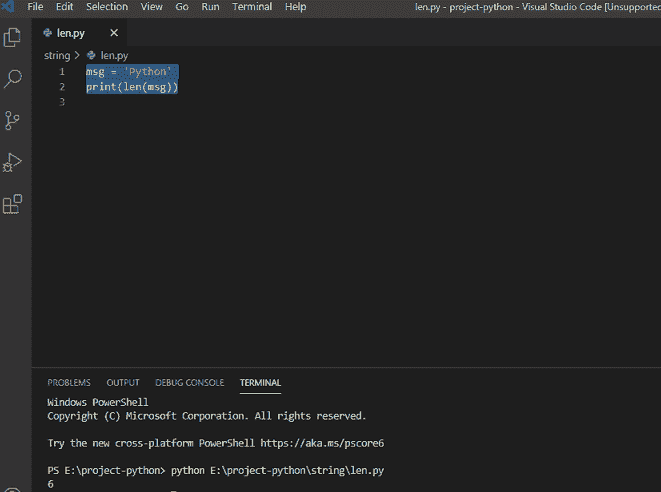 File Edit Selection View Go Run Terminal Help len.py - project-python - Visual Studio Code [Unsupported
len.py
string > len.py
1 msg = 'Python'
2 print(len(msg))
3
PROBLEMS OUTPUT DEBUG CONSOLE TERMINAL
Windows PowerShell
Copyright (C) Microsoft Corporation. All rights reserved.
Try the new cross-platform PowerShell https://aka.ms/pscore6
PS E:\project-python> python E:\project-python\string\len.py
6